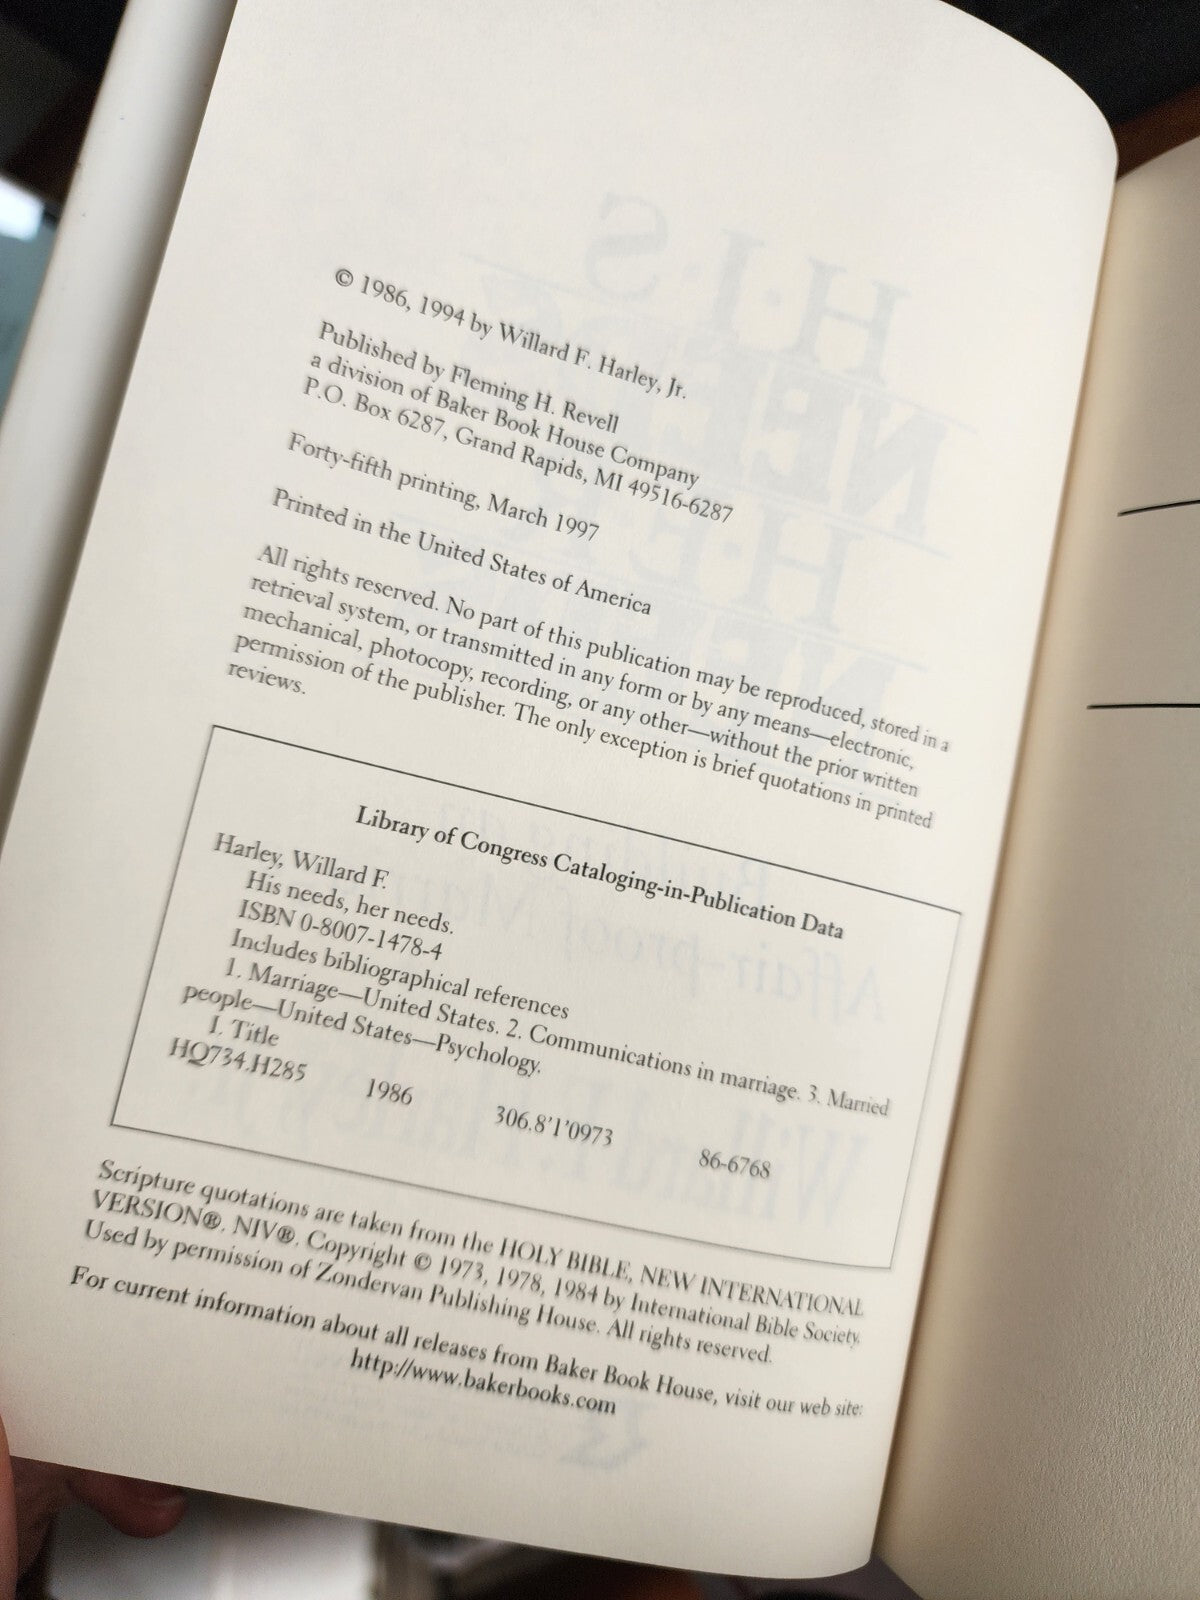 © 1986, 1994 by Willard F. Harley, Jr.
Published by Fleming H. Revell
a division of Baker Book House Company
P.O. Box 6287, Grand Rapids, MI 49516-6287
Forty-fifth printing, March 1997
Printed in the United States of America
All rights reserved. No part of this publication may be reproduced, stored in a
retrieval system, or transmitted in any form or by any means—electronic,
mechanical, photocopy, recording, or any other—without the prior written
permission of the publisher. The only exception is brief quotations in printed
reviews.
Library of Congress Cataloging-in-Publication Data
Harley, Willard F.
His needs, her needs.
ISBN 0-8007-1478-4
Includes bibliographical references
1. Marriage—United States. 2. Communications in marriage. 3. Married
people—United States—Psychology.
I. Title
HQ734.H285 1986 306.8'1'0973 86-6768
Scripture quotations are taken from the HOLY BIBLE, NEW INTERNATIONAL
VERSION®. NIV®. Copyright © 1973, 1978, 1984 by International Bible Society.
Used by permission of Zondervan Publishing House. All rights reserved.
For current information about all releases from Baker Book House, visit our web site:
http://www.bakerbooks.com